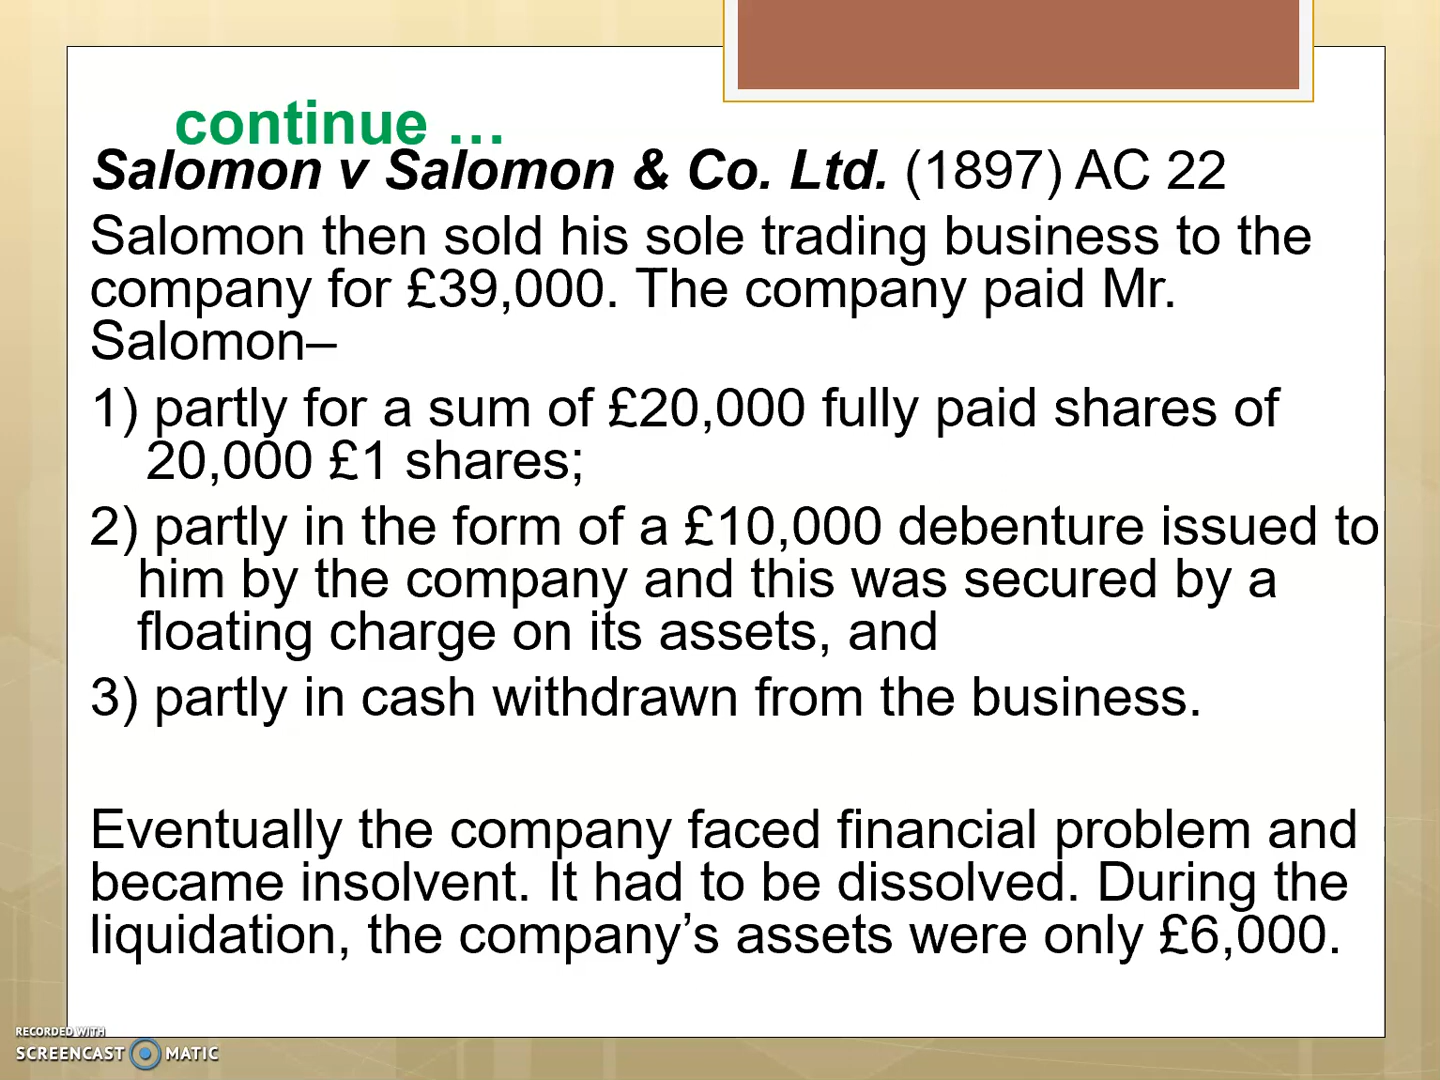 continue …
Salomon v Salomon & Co. Ltd. (1897) AC 22
Salomon then sold his sole trading business to the
company for £39,000. The company paid Mr.
Salomon–
1) partly for a sum of £20,000 fully paid shares of
20,000 £1 shares;
2) partly in the form of a £10,000 debenture issued to
him by the company and this was secured by a
floating charge on its assets, and
3) partly in cash withdrawn from the business.
Eventually the company faced financial problem and
became insolvent. It had to be dissolved. During the
liquidation, the company’s assets were only £6,000.
RECORDED WITH
SCREENCAST MATIC